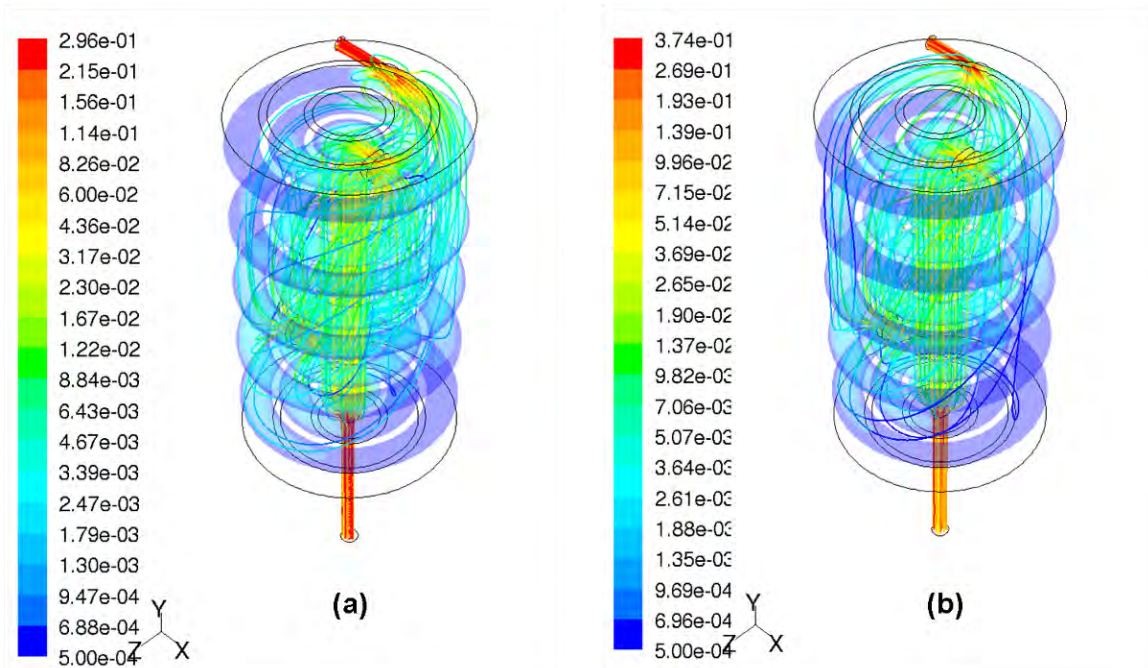 2.96e-01
2.15e-01
1.56e-01
1.14e-01
8.26e-02
6.00e-02
4.36e-02
3.17e-02
2.30e-02
1.67e-02
1.22e-02
8.84e-03
6.43e-03
4.67e-03
3.39e-03
2.47e-03
1.79e-03
1.30e-03
9.47e-04
6.88e-04
5.00e-04
Y
Z
X
(a)
3.74e-01
2.69e-01
1.93e-01
1.39e-01
9.96e-02
7.15e-02
5.14e-02
3.69e-02
2.65e-02
1.90e-02
1.37e-02
9.82e-03
7.06e-03
5.07e-03
3.64e-03
2.61e-03
1.88e-03
1.35e-03
9.69e-04
6.96e-04
5.00e-04
Y
Z
X
(b)